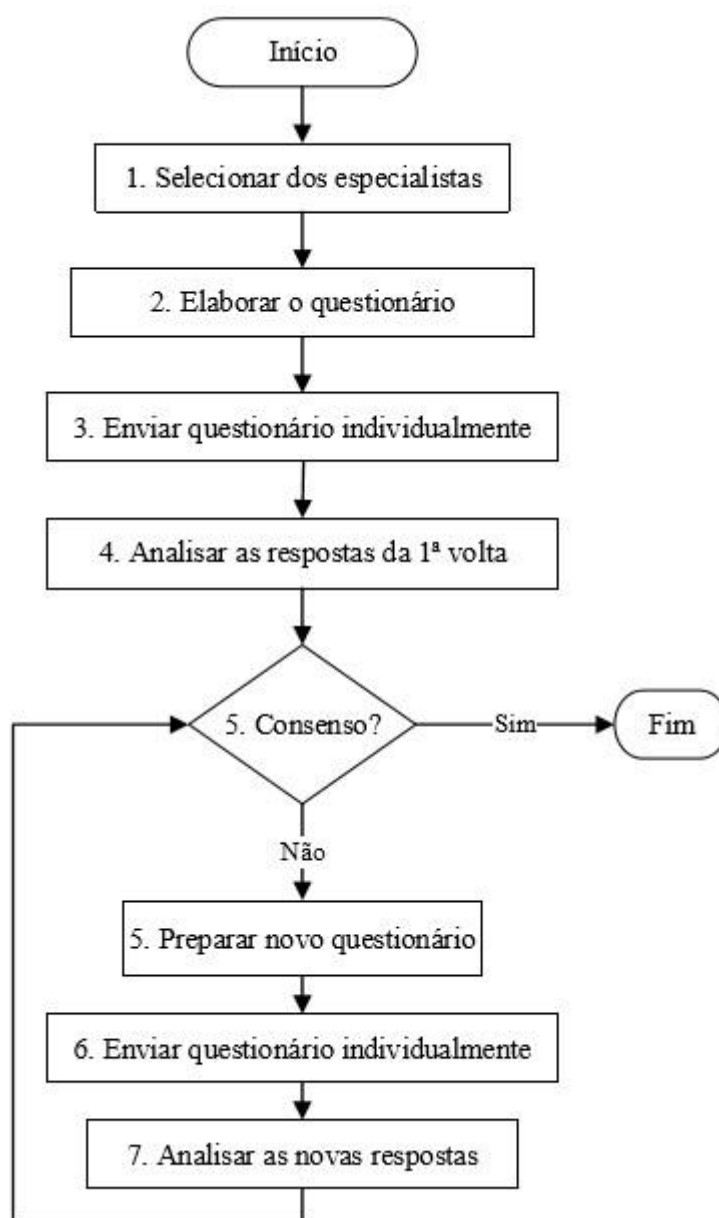 Início
1. Selecionar dos especialistas
2. Elaborar o questionário
3. Enviar questionário individualmente
4. Analisar as respostas da 1ª volta
5. Consenso?
Sim
Fim
Não
5. Preparar novo questionário
6. Enviar questionário individualmente
7. Analisar as novas respostas